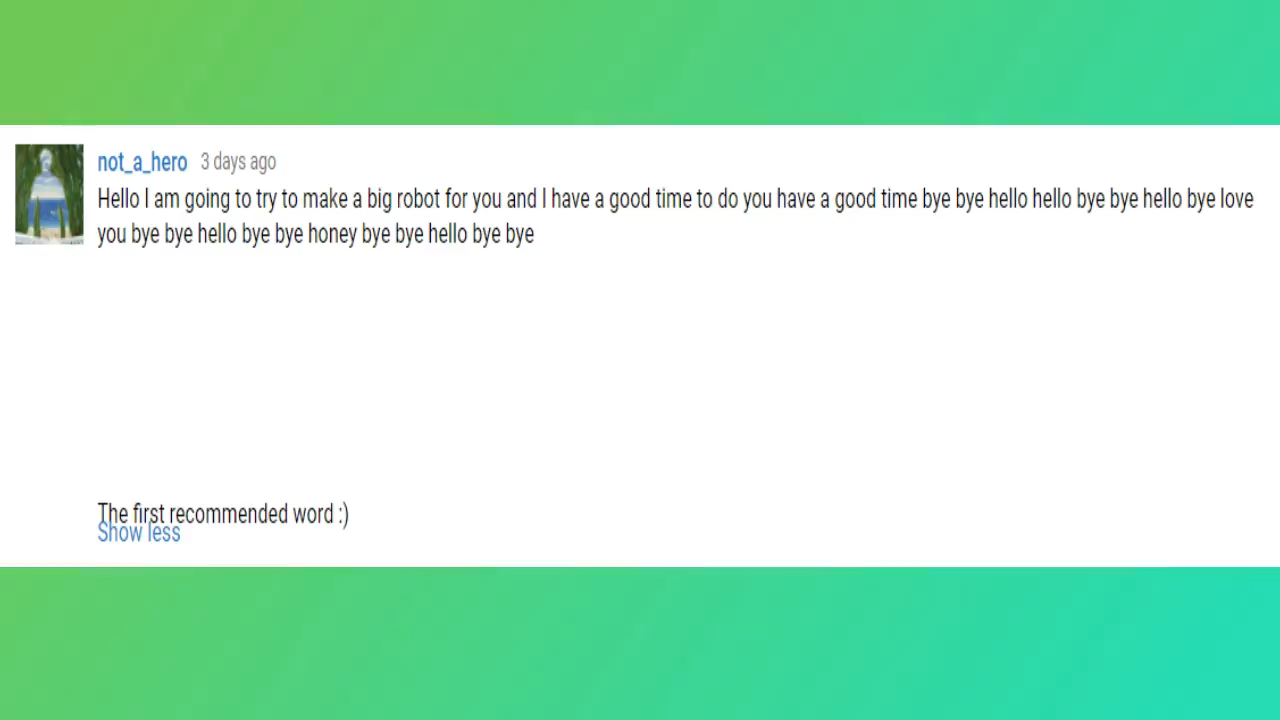 not_a_hero 3 days ago
Hello I am going to try to make a big robot for you and I have a good time to do you have a good time bye bye hello hello bye bye hello bye love
you bye bye hello bye bye honey bye bye hello bye bye
The first recommended word :)
Show less